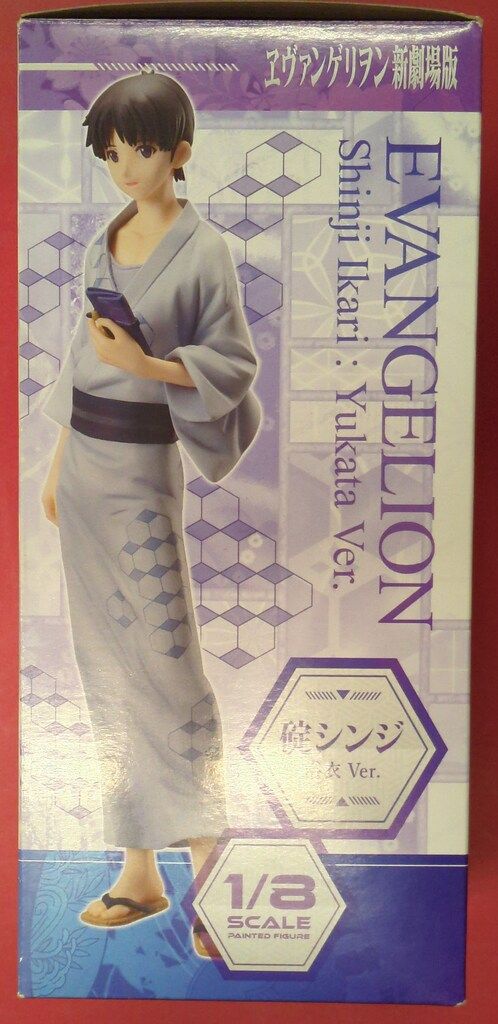 ヱヴァンゲリヲン新劇場版
EVANGELION
Shinji Ikari : Yukata Ver.
碇シンジ
浴衣 Ver.
1/8
SCALE
PAINTED FIGURE